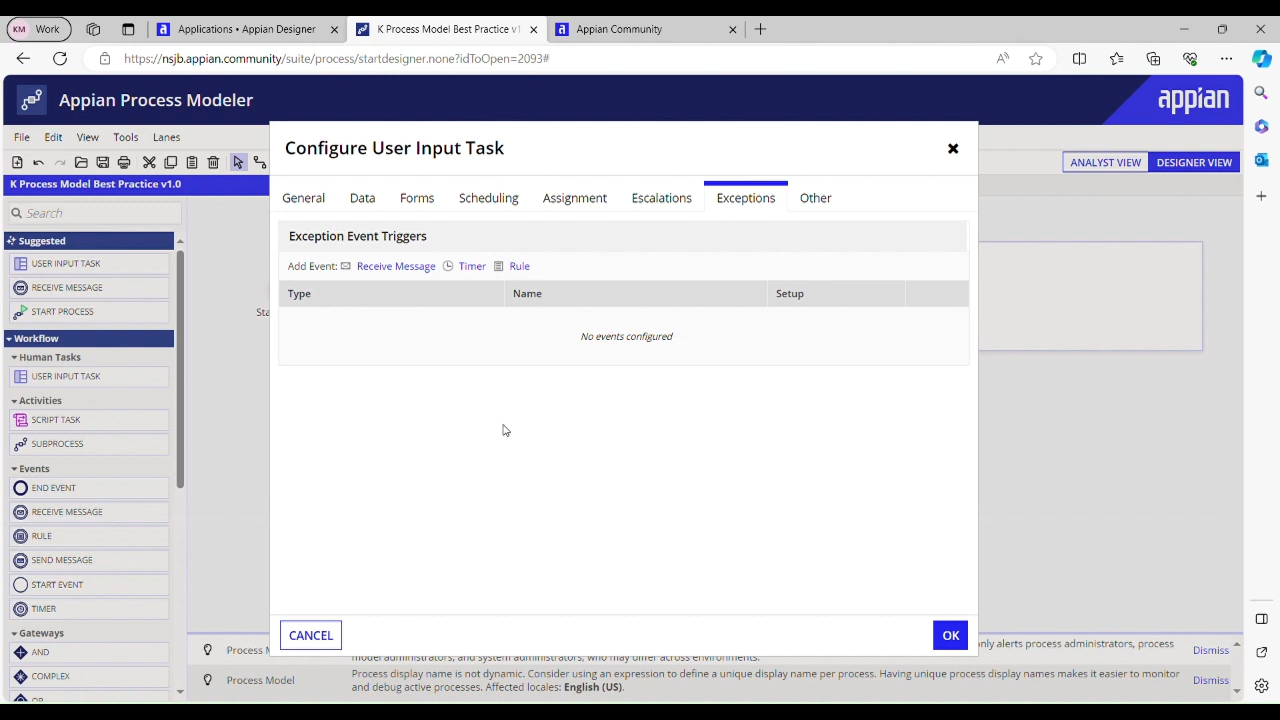 KM Work
Applications • Appian Designer
K Process Model Best Practice v1
Appian Community
https://nsjb.appian.community/suite/process/startdesigner.none?idToOpen=2093#
Appian Process Modeler
appian
File Edit View Tools Lanes
ANALYST VIEW DESIGNER VIEW
K Process Model Best Practice v1.0
Search
Suggested
USER INPUT TASK
RECEIVE MESSAGE
START PROCESS
Workflow
Human Tasks
USER INPUT TASK
Activities
SCRIPT TASK
SUBPROCESS
Events
END EVENT
RECEIVE MESSAGE
RULE
SEND MESSAGE
START EVENT
TIMER
Gateways
AND
COMPLEX
OR
Sta
Configure User Input Task
General Data Forms Scheduling Assignment Escalations Exceptions Other
Exception Event Triggers
Add Event: Receive Message Timer Rule
Type Name Setup
No events configured
CANCEL OK
Process M
only alerts process administrators, process
model administrators, and system administrators, who may differ across environments.
Dismiss
Process Model
Process display name is not dynamic. Consider using an expression to define a unique display name per process. Having unique process display names makes it easier to monitor
and debug active processes. Affected locales: English (US).
Dismiss